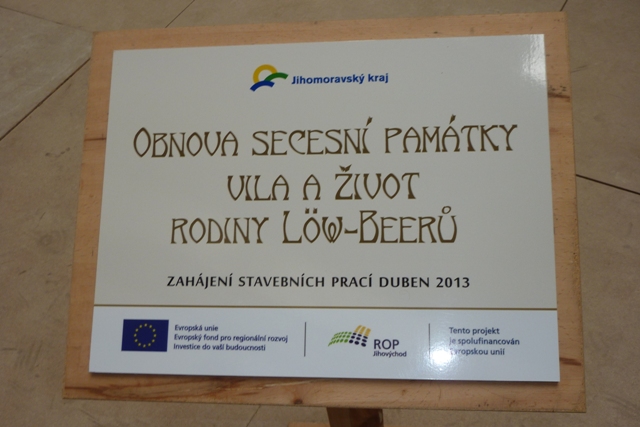 Jihomoravský kraj
OBNOVA SECESNÍ PAMÁTKY
VILA A ŽIVOT
RODINY LÖW-BEERŮ
ZAHÁJENÍ STAVEBNÍCH PRACÍ DUBEN 2013
Evropská unie
Evropský fond pro regionální rozvoj
Investice do vaší budoucnosti
ROP
Jihovýchod
Tento projekt
je spolufinancován
Evropskou unií